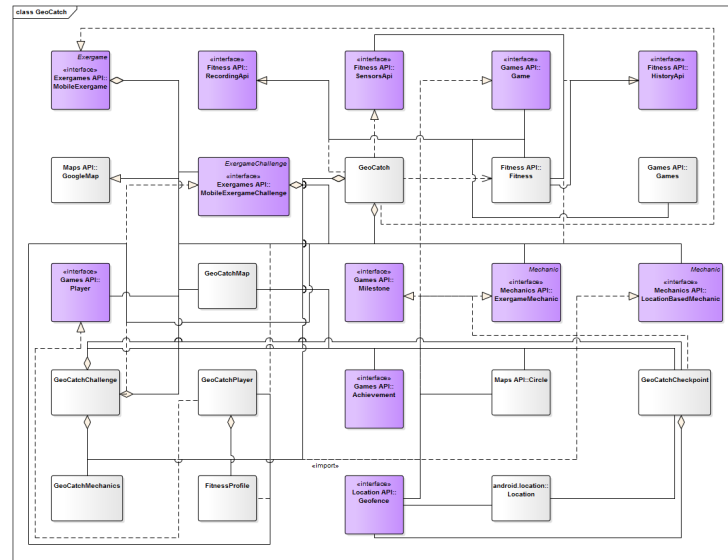 class GeoCatch
Exergame
«interface»
Exergames API::
MobileExergame
«interface»
Fitness API::
RecordingApi
«interface»
Fitness API::
SensorsApi
«interface»
Games API::
Game
«interface»
Fitness API::
HistoryApi
Maps API::
GoogleMap
ExergameChallenge
«interface»
Exergames API::
MobileExergameChallenge
GeoCatch
Fitness API::
Fitness
Games API::
Games
«interface»
Games API::
Player
GeoCatchMap
«interface»
Games API::
Milestone
Mechanic
«interface»
Mechanics API::
ExergameMechanic
Mechanic
«interface»
Mechanics API::
LocationBasedMechanic
GeoCatchChallenge
GeoCatchPlayer
«interface»
Games API::
Achievement
Maps API::Circle
GeoCatchCheckpoint
«import»
GeoCatchMechanics
FitnessProfile
«interface»
Location API::
Geofence
android.location::
Location